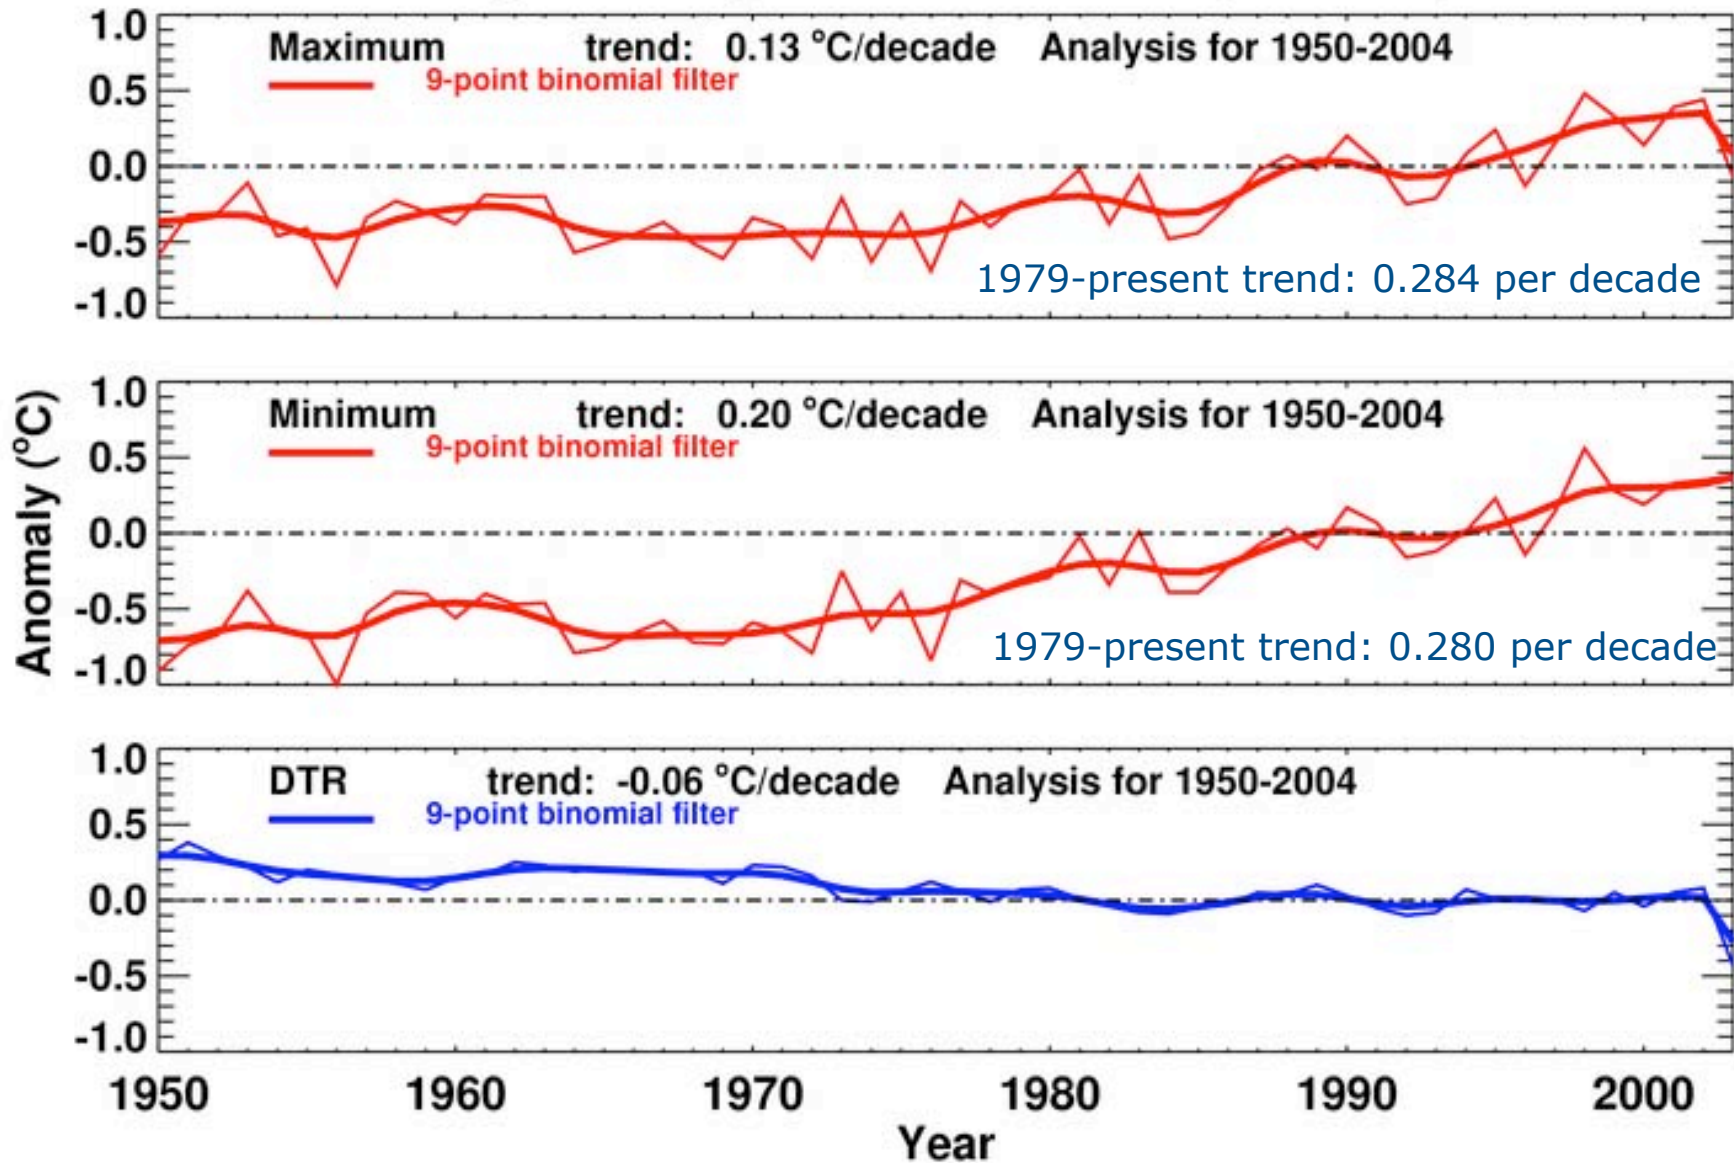 1.0
Maximum trend: 0.13 °C/decade Analysis for 1950-2004
9-point binomial filter
0.5
0.0
-0.5
1979-present trend: 0.284 per decade
-1.0
Anomaly (°C)
1.0
Minimum trend: 0.20 °C/decade Analysis for 1950-2004
9-point binomial filter
0.5
0.0
-0.5
1979-present trend: 0.280 per decade
-1.0
1.0
DTR trend: -0.06 °C/decade Analysis for 1950-2004
9-point binomial filter
0.5
0.0
-0.5
-1.0
1950 1960 1970 1980 1990 2000
Year